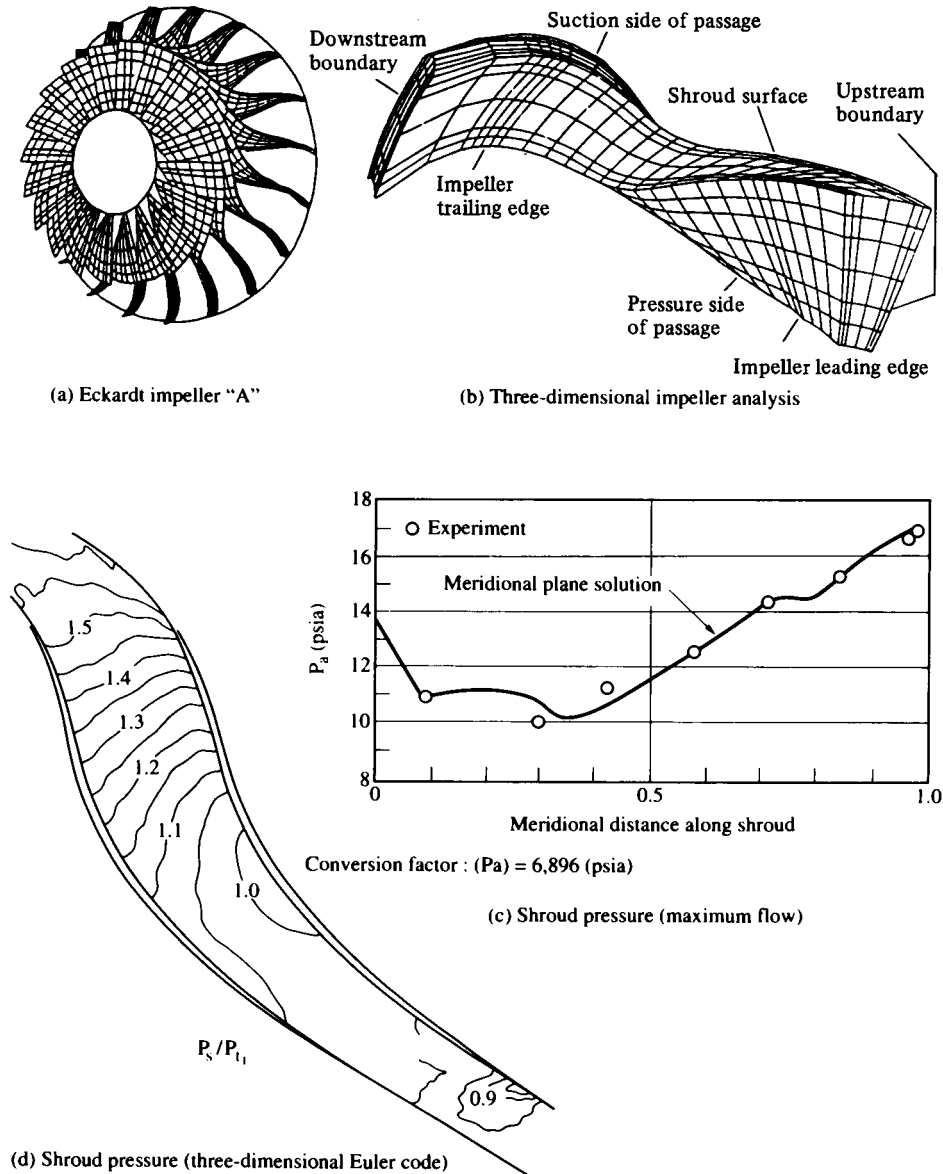 Downstream
boundary
Suction side of passage
Shroud surface
Upstream
boundary
Impeller
trailing edge
Pressure side
of passage
Impeller leading edge
(a) Eckardt impeller “A”
(b) Three-dimensional impeller analysis
18
16
14
12
10
8
Pa (psia)
Experiment
Meridional plane solution
0
0.5
1.0
Meridional distance along shroud
Conversion factor : (Pa) = 6,896 (psia)
(c) Shroud pressure (maximum flow)
1.5
1.4
1.3
1.2
1.1
1.0
0.9
Ps/Pt1
(d) Shroud pressure (three-dimensional Euler code)